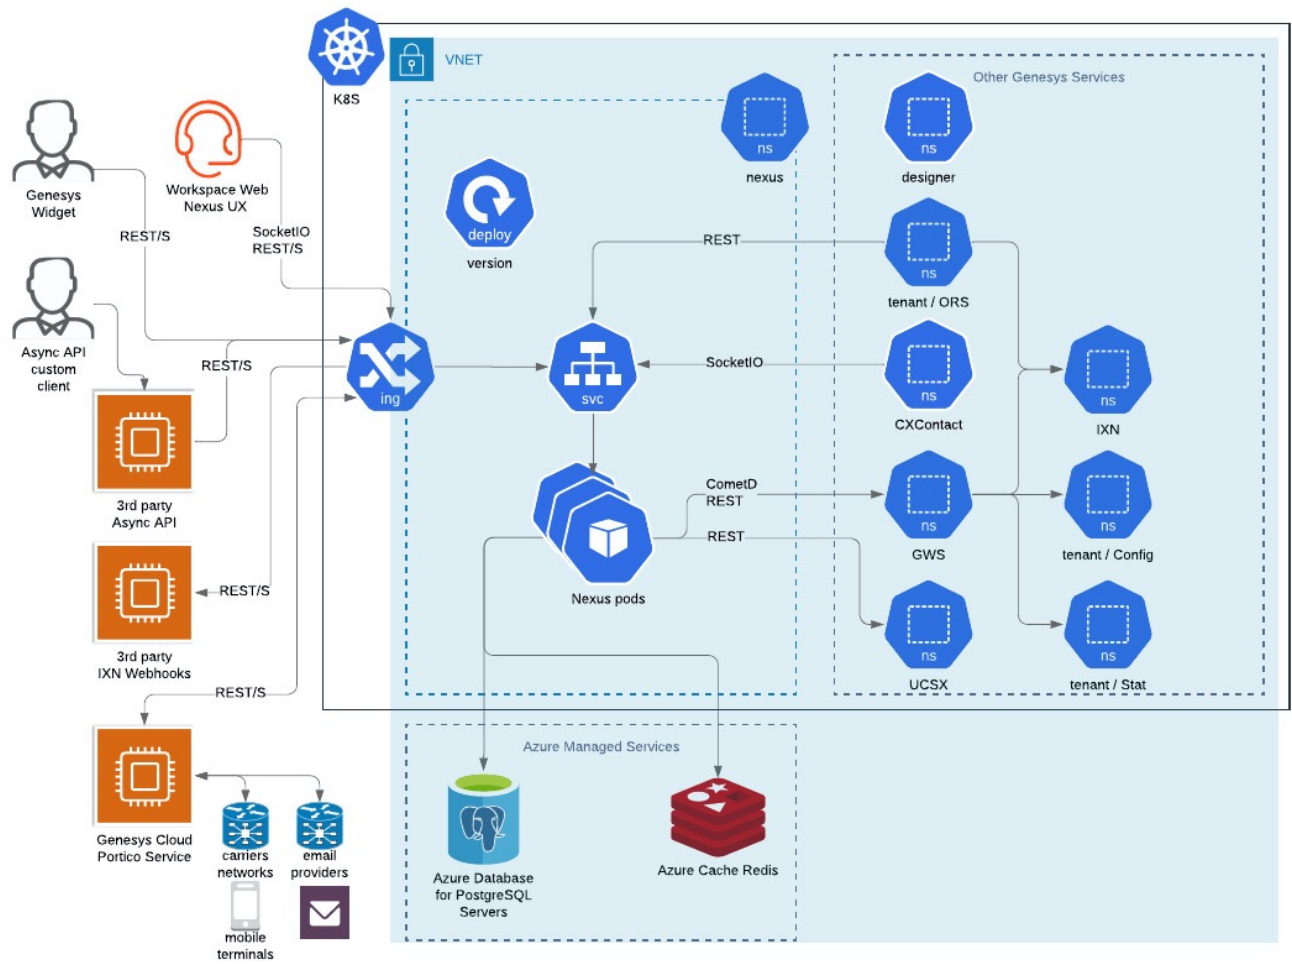 K8S
VNET
Other Genesys Services
ns
nexus
ns
designer
Genesys
Widget
Workspace Web
Nexus UX
REST/S
SocketIO
REST/S
deploy
version
REST
ns
tenant / ORS
Async API
custom
client
REST/S
ing
svc
SocketIO
ns
CXContact
ns
IXN
3rd party
Async API
CometD
REST
REST
ns
GWS
ns
tenant / Config
Nexus pods
REST/S
3rd party
IXN Webhooks
ns
UCSX
ns
tenant / Stat
REST/S
Azure Managed Services
Genesys Cloud
Portico Service
carriers
networks
email
providers
mobile
terminals
Azure Database
for PostgreSQL
Servers
Azure Cache Redis